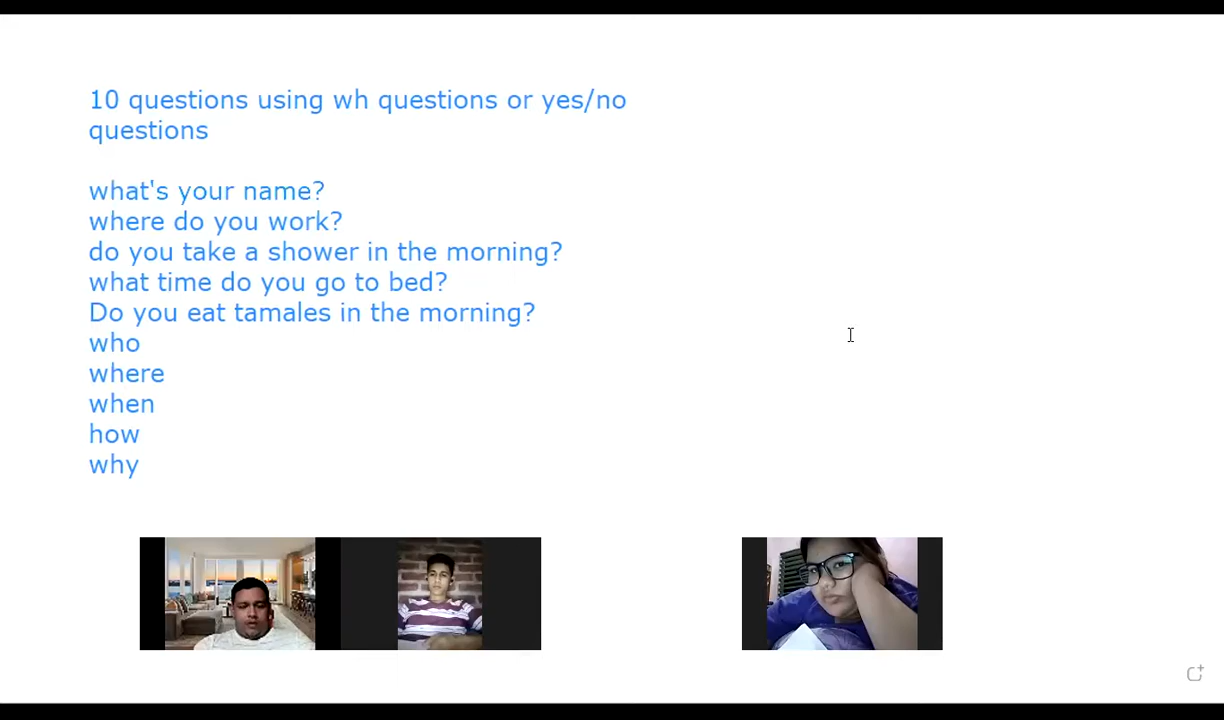 10 questions using wh questions or yes/no
questions
what's your name?
where do you work?
do you take a shower in the morning?
what time do you go to bed?
Do you eat tamales in the morning?
who
where
when
how
why